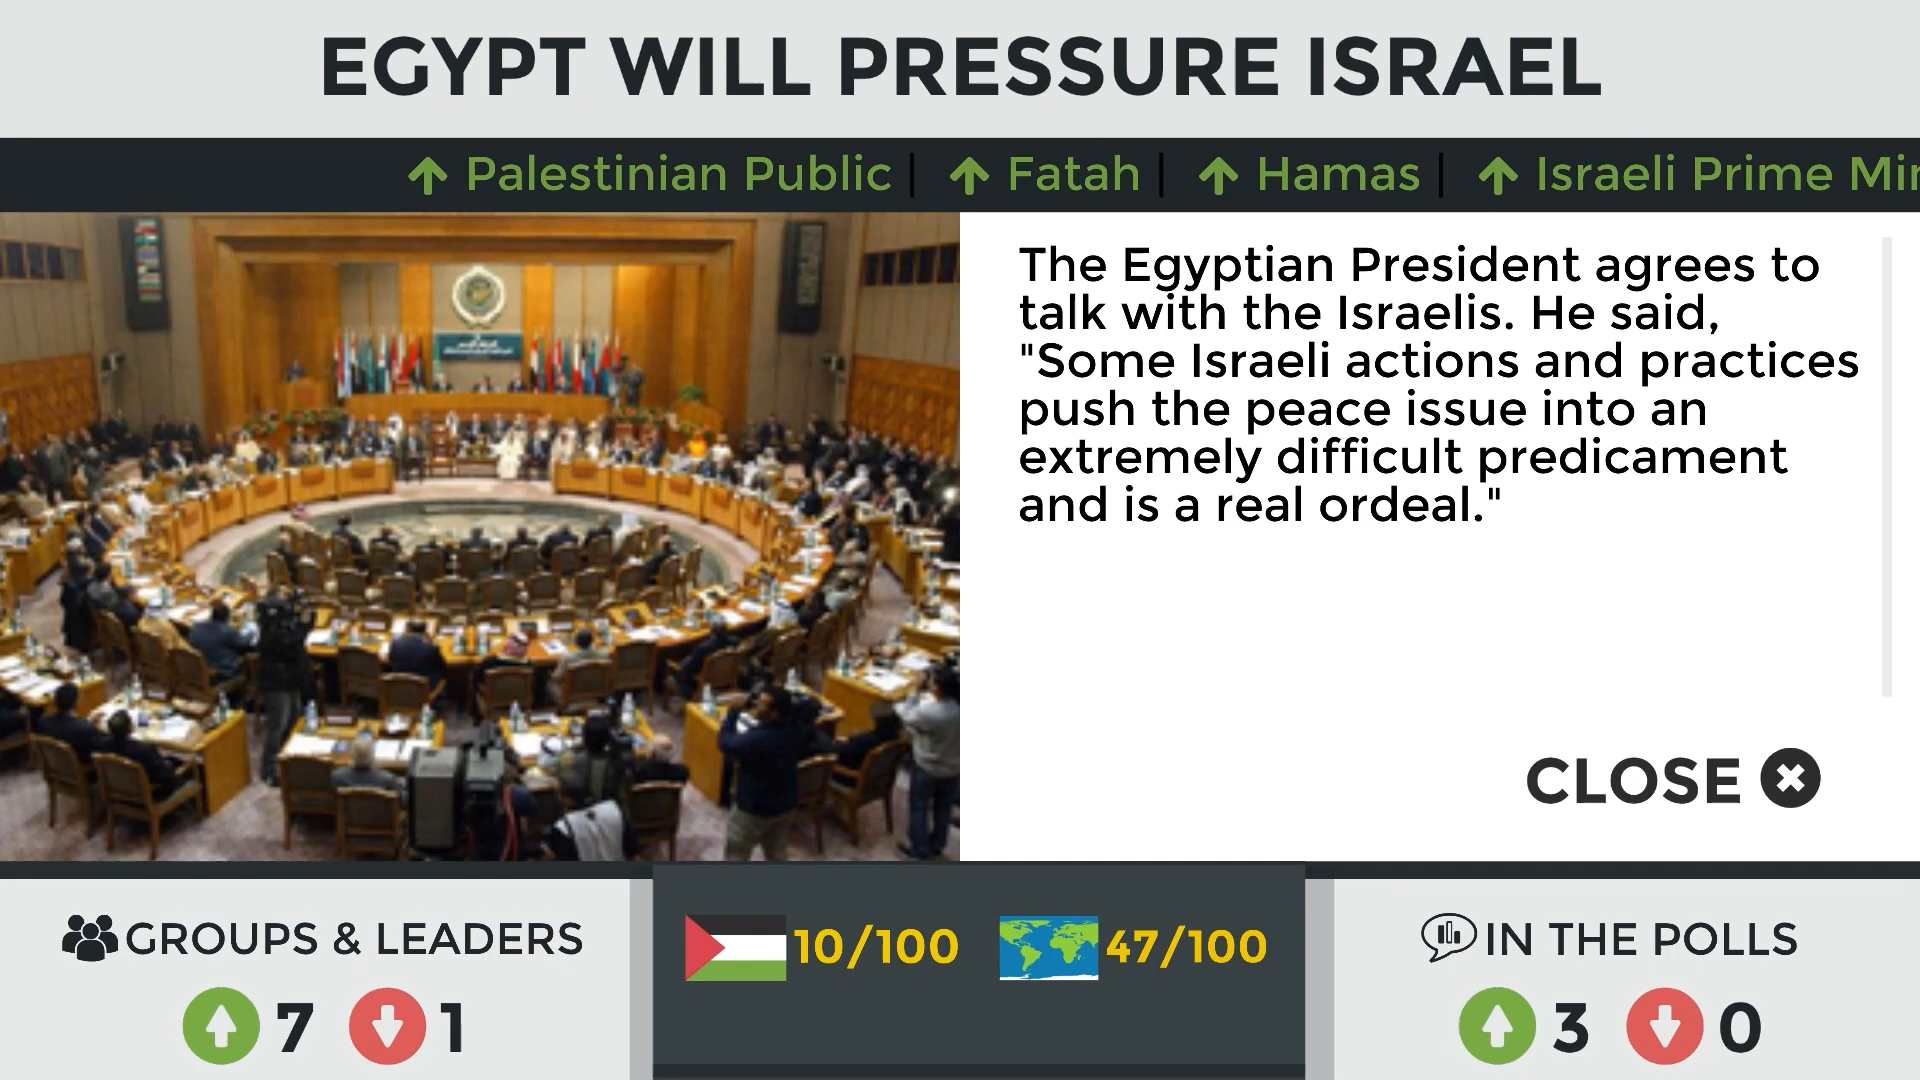 EGYPT WILL PRESSURE ISRAEL
Palestinian Public | Fatah | Hamas | Israeli Prime
The Egyptian President agrees to
talk with the Israelis. He said,
"Some Israeli actions and practices
push the peace issue into an
extremely difficult predicament
and is a real ordeal."
CLOSE
GROUPS & LEADERS
7 1
10/100 47/100
IN THE POLLS
3 0